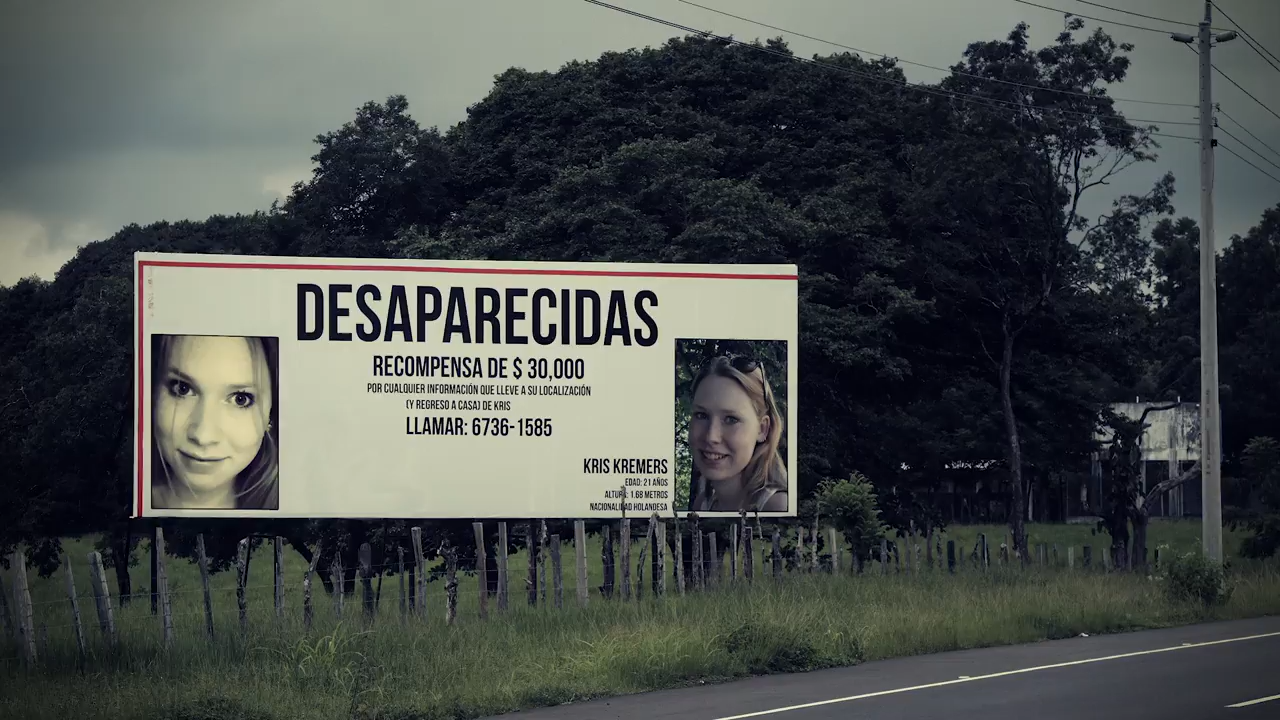 DESAPARECIDAS
RECOMPENSA DE $ 30,000
POR CUALQUIER INFORMACIÓN QUE LLEVE A SU LOCALIZACIÓN
(Y REGRESO A CASA) DE KRIS
LLAMAR: 6736-1585
KRIS KREMERS
EDAD: 21 AÑOS
ALTURA: 1.68 METROS
NACIONALIDAD HOLANDESA